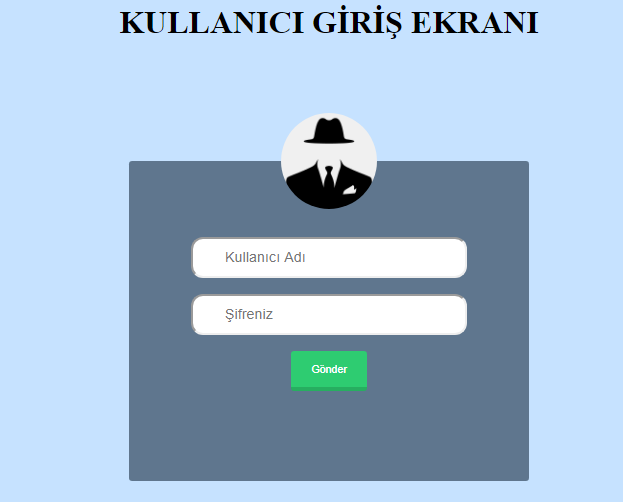 KULLANICI GİRİŞ EKRANI
Kullanıcı Adı
Şifreniz
Gönder